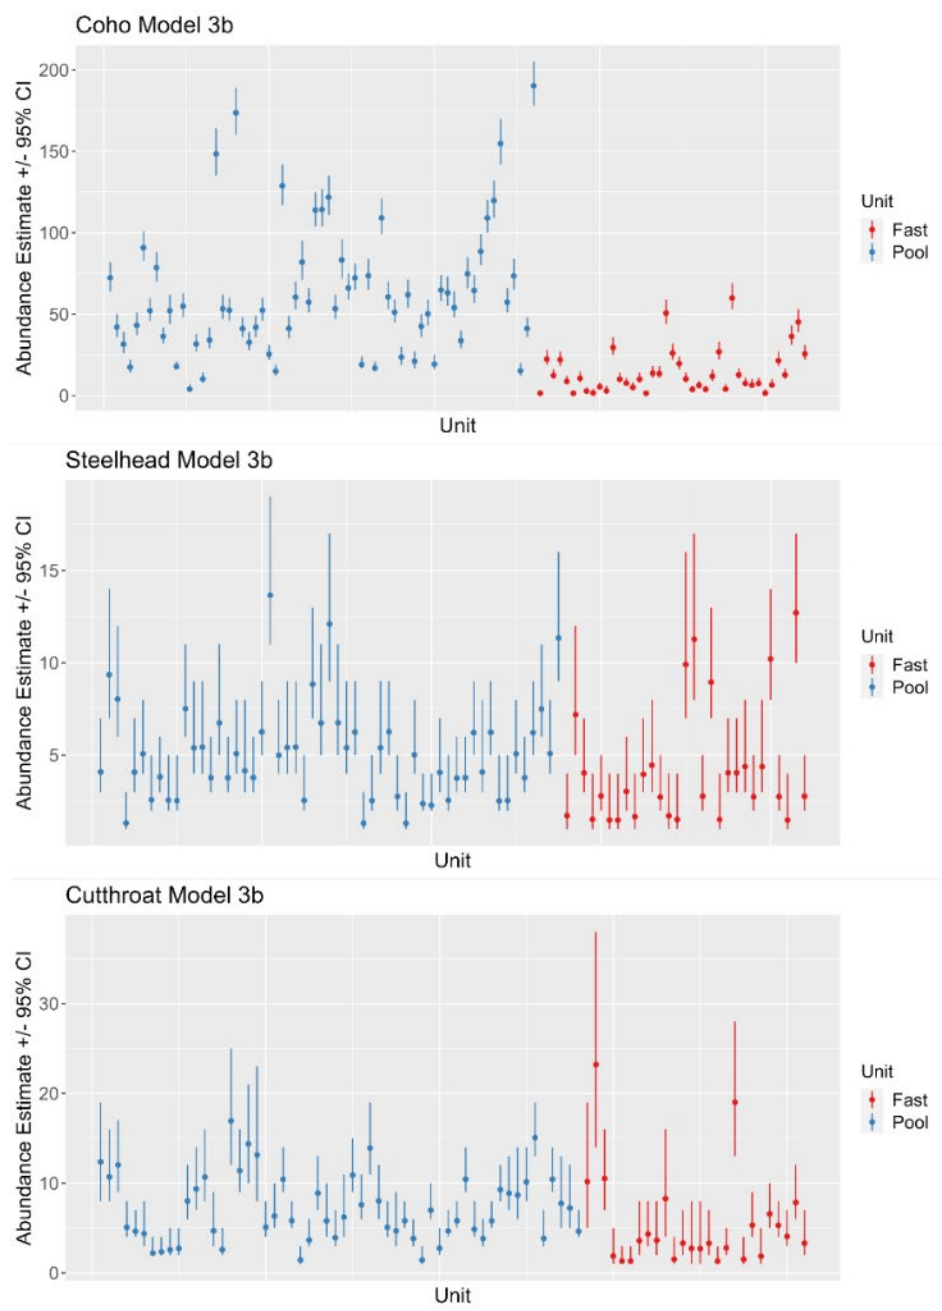 Coho Model 3b
Abundance Estimate +/- 95% CI
200
150
100
50
0
Unit
Unit
Fast
Pool
Steelhead Model 3b
Abundance Estimate +/- 95% CI
15
10
5
Unit
Unit
Fast
Pool
Cutthroat Model 3b
Abundance Estimate +/- 95% CI
30
20
10
0
Unit
Unit
Fast
Pool